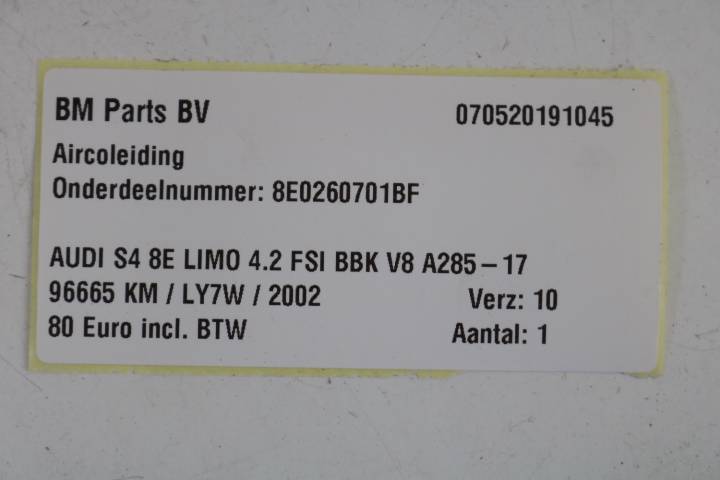 BM Parts BV 070520191045
Aircoleiding
Onderdeelnummer: 8E0260701BF
AUDI S4 8E LIMO 4.2 FSI BBK V8 A285-17
96665 KM / LY7W / 2002 Verz: 10
80 Euro incl. BTW Aantal: 1